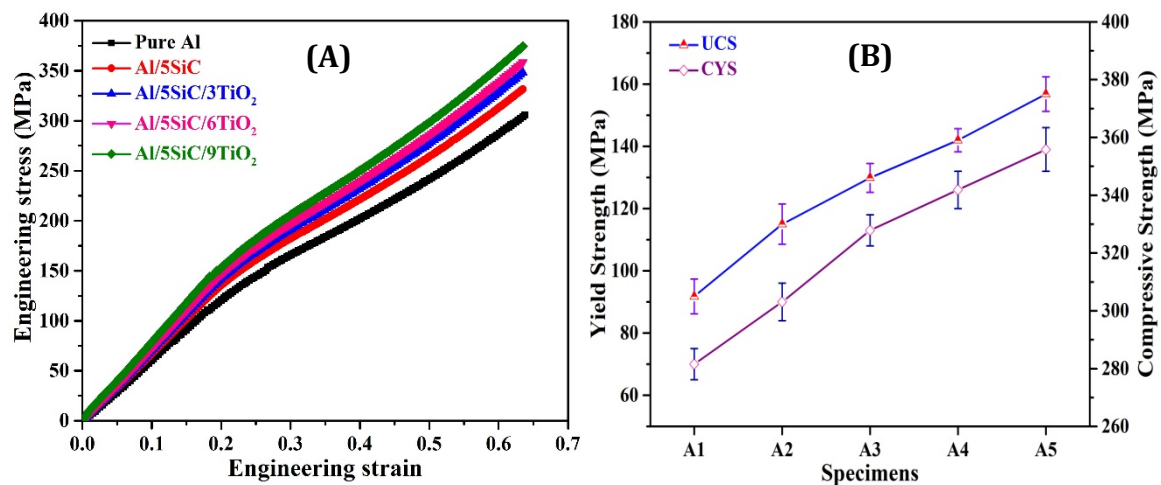 (A)
Pure Al
Al/5SiC
Al/5SiC/3TiO₂
Al/5SiC/6TiO₂
Al/5SiC/9TiO₂
Engineering stress (MPa)
400
350
300
250
200
150
100
50
0
0.0 0.1 0.2 0.3 0.4 0.5 0.6 0.7
Engineering strain
(B)
UCS
CYS
Yield Strength (MPa)
180
160
140
120
100
80
60
Compressive Strength (MPa)
400
380
360
340
320
300
280
260
A1 A2 A3 A4 A5
Specimens